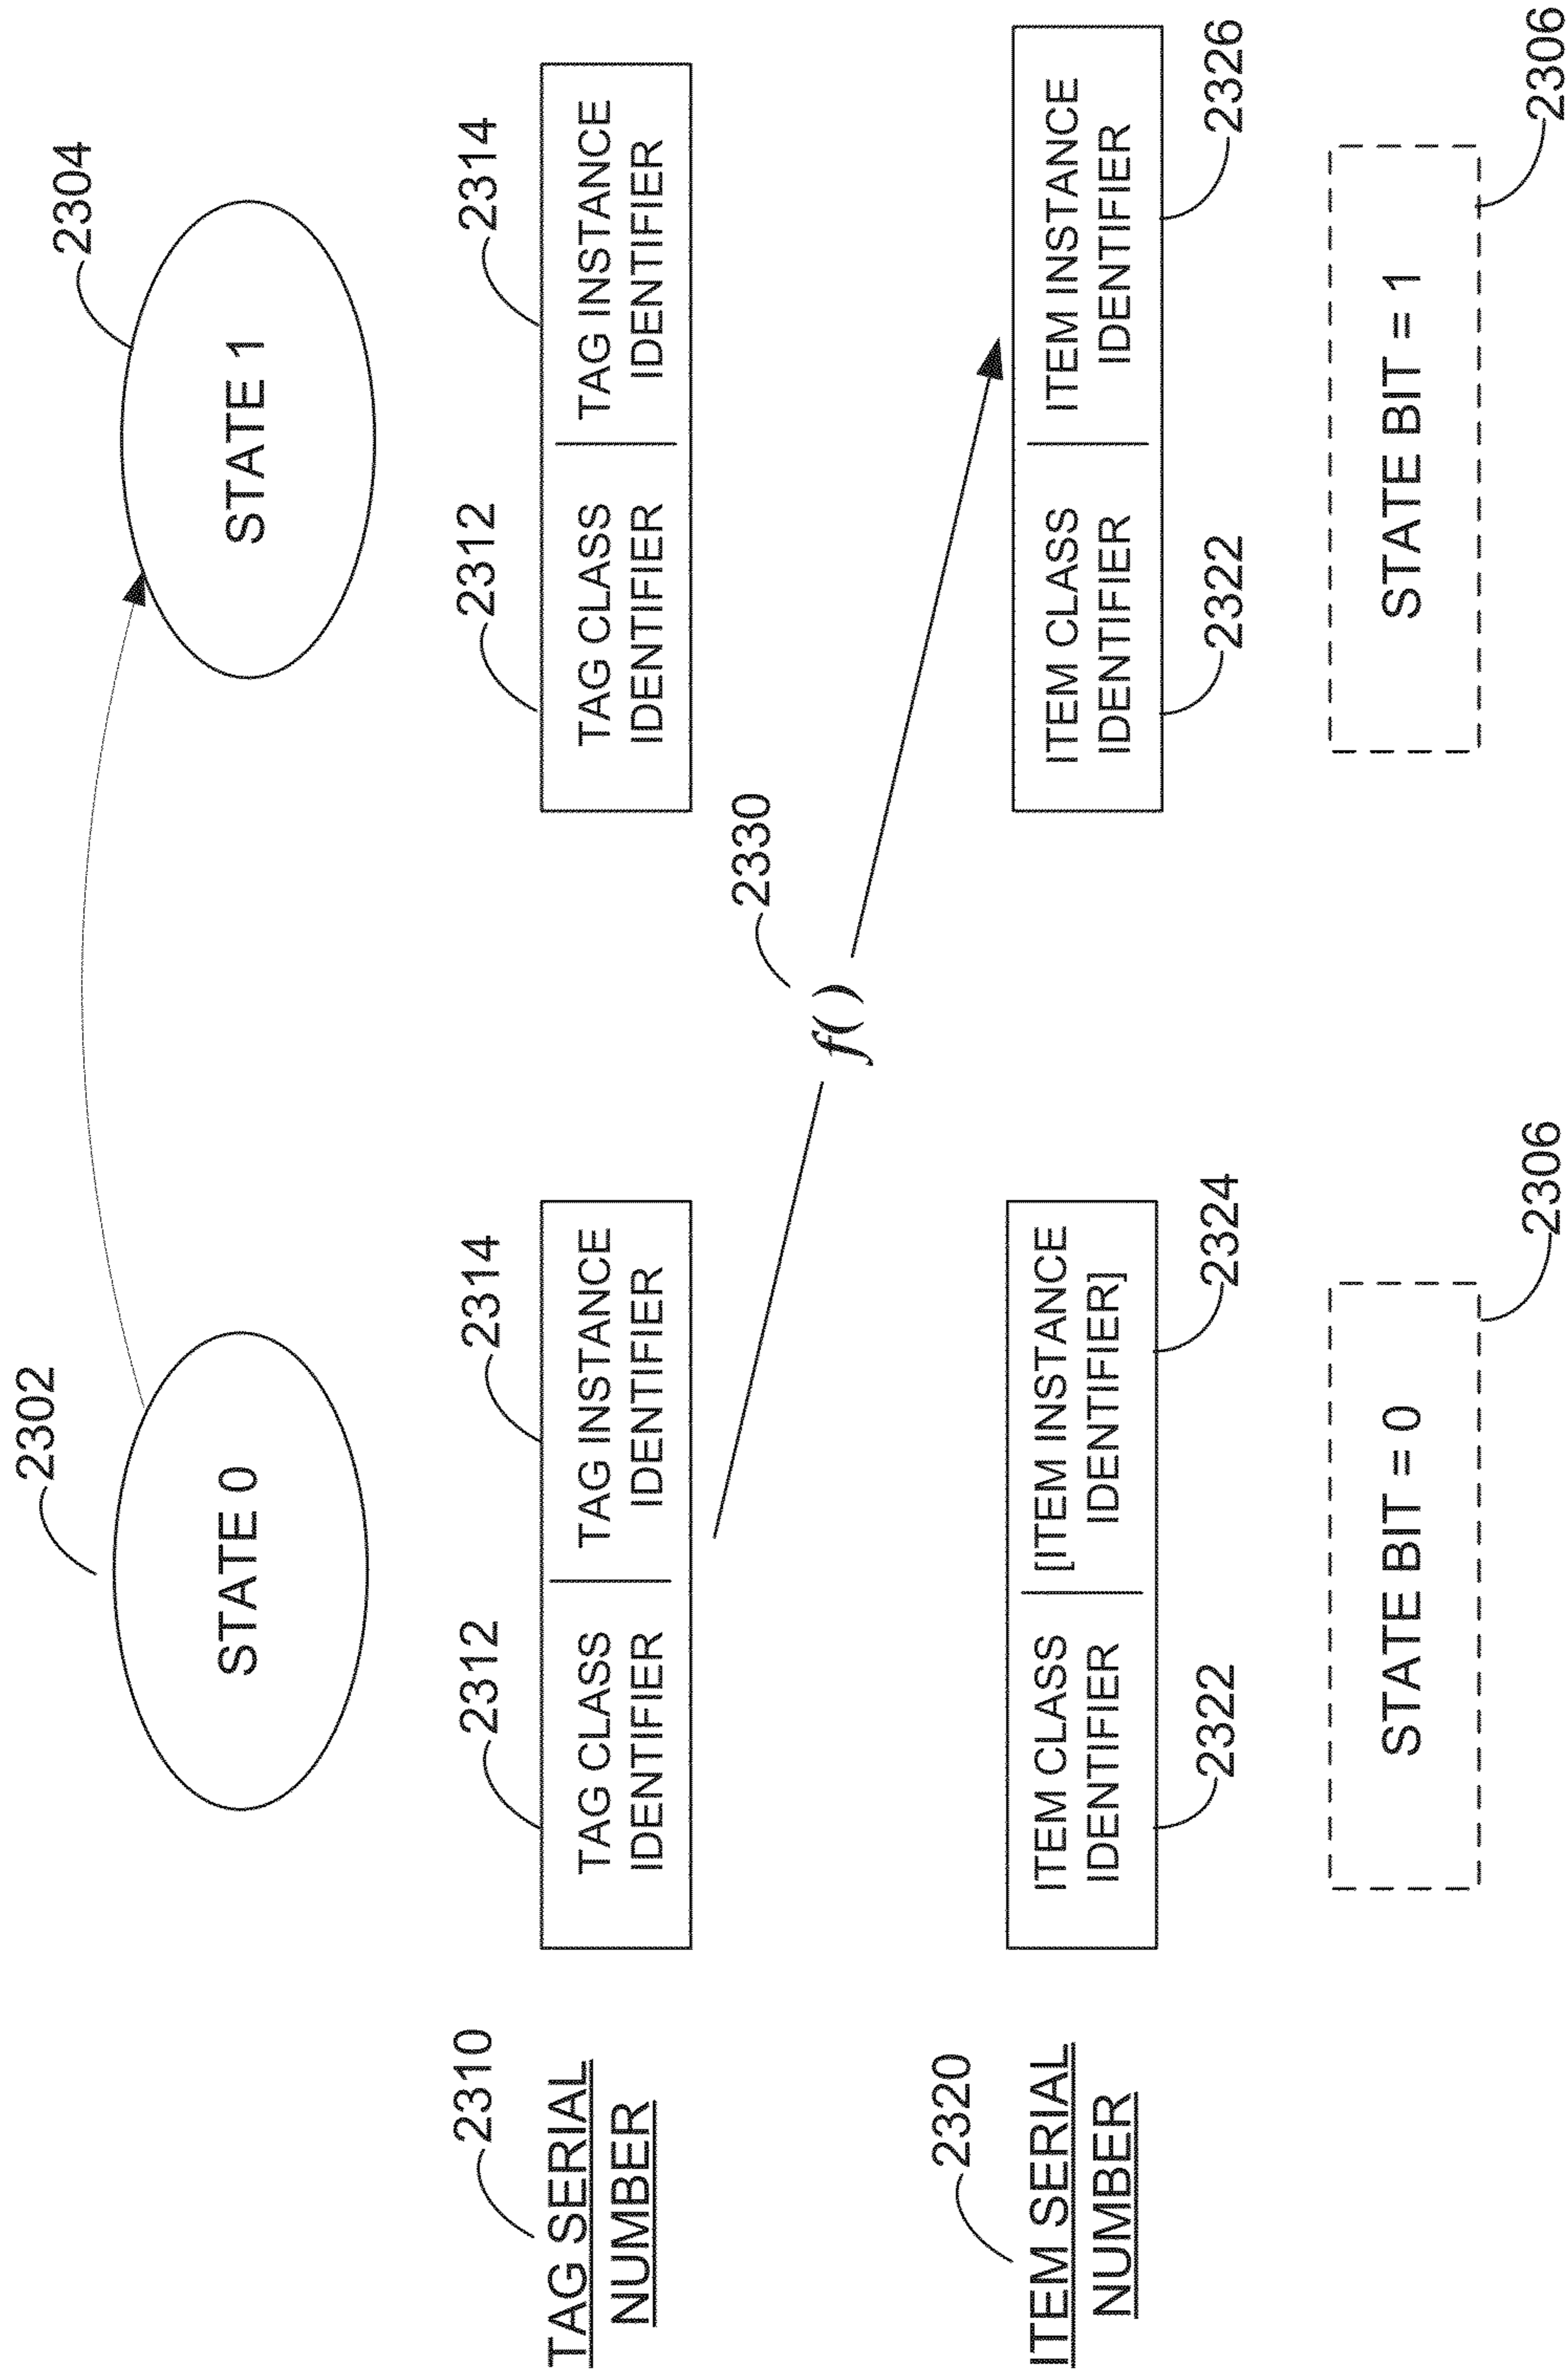 2302
2304
STATE 0
STATE 1
2310
2312
2314
2312
2314
TAG SERIAL
NUMBER
TAG CLASS
IDENTIFIER
TAG INSTANCE
IDENTIFIER
TAG CLASS
IDENTIFIER
TAG INSTANCE
IDENTIFIER
2330
f( )
2320
ITEM SERIAL
NUMBER
ITEM CLASS
IDENTIFIER
[ITEM INSTANCE
IDENTIFIER]
ITEM CLASS
IDENTIFIER
ITEM INSTANCE
IDENTIFIER
2322
2324
2322
2326
STATE BIT = 0
STATE BIT = 1
2306
2306